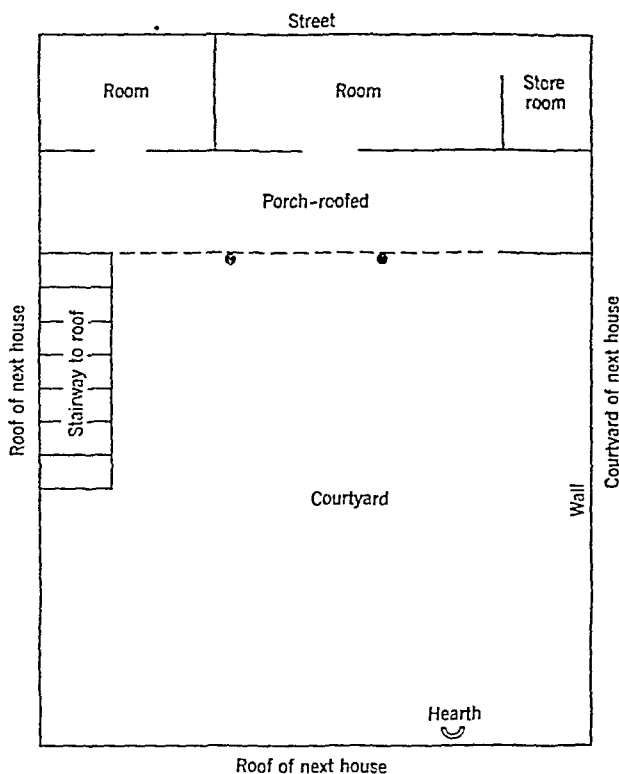 Street
Room
Room
Store
room
Porch-roofed
Roof of next house
Stairway to roof
Courtyard of next house
Courtyard
Wall
Hearth
Roof of next house